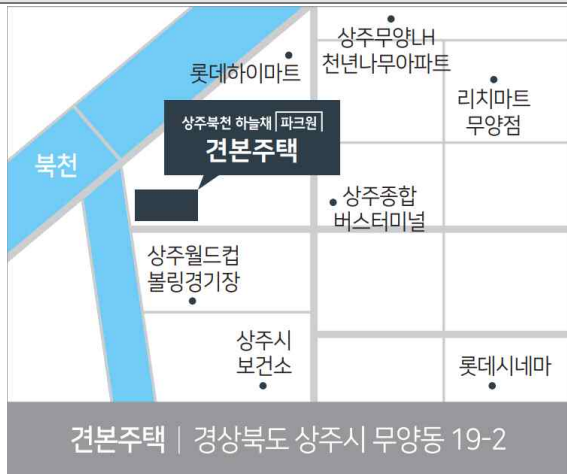 상주무양LH
천년나무아파트
롯데하이마트
리치마트
무양점
상주북천 하늘채 파크원
견본주택
북천
상주종합
버스터미널
상주월드컵
볼링경기장
상주시
보건소
롯데시네마
견본주택 | 경상북도 상주시 무양동 19-2